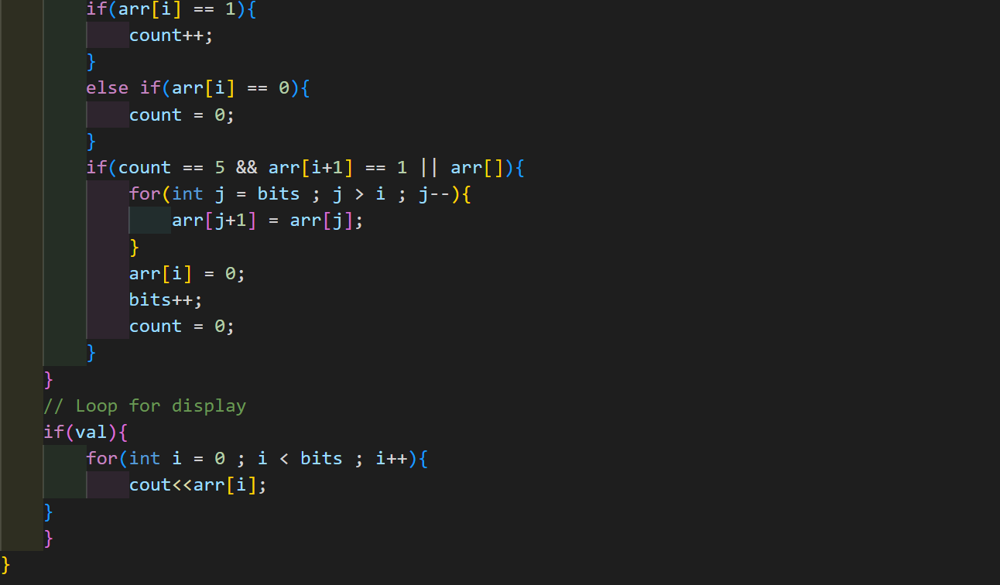 if(arr[i] == 1){
count++;
}
else if(arr[i] == 0){
count = 0;
}
if(count == 5 && arr[i+1] == 1 || arr[]){
for(int j = bits ; j > i ; j--){
arr[j+1] = arr[j];
}
arr[i] = 0;
bits++;
count = 0;
}
}
// Loop for display
if(val){
for(int i = 0 ; i < bits ; i++){
cout<<arr[i];
}
}
}